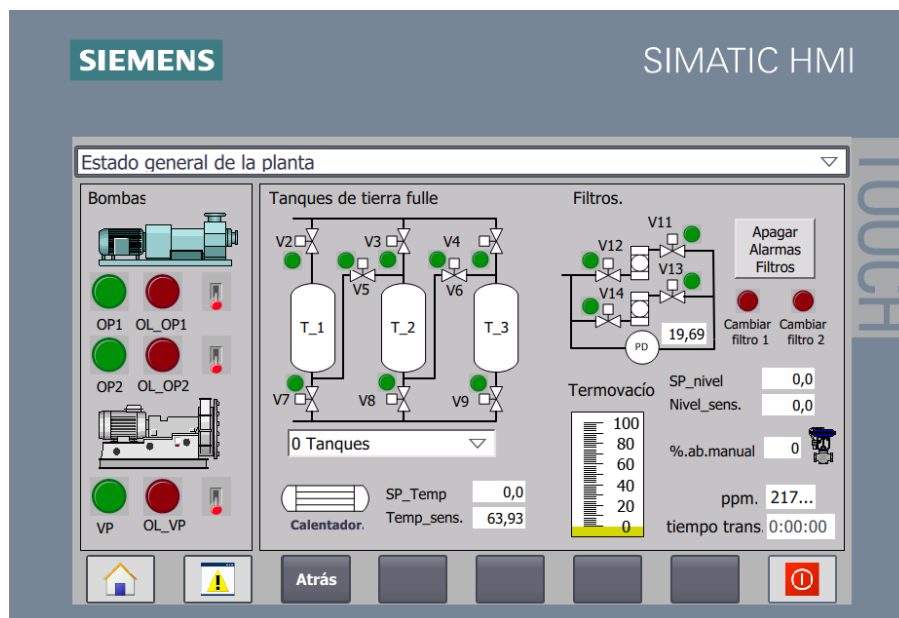 SIEMENS
SIMATIC HMI
TOUCH
Estado general de la planta
Bombas
OP1 OL_OP1
OP2 OL_OP2
VP OL_VP
Tanques de tierra fulle
V2 V3 V4
V5 V6
T_1 T_2 T_3
V7 V8 V9
0 Tanques
Calentador.
SP_Temp 0,0
Temp_sens. 63,93
Filtros.
V11
V12
V13
V14
PD 19,69
Apagar
Alarmas
Filtros
Cambiar
filtro 1
Cambiar
filtro 2
Termovacío
100
80
60
40
20
0
SP_nivel 0,0
Nivel_sens. 0,0
%.ab.manual 0
ppm. 217...
tiempo trans. 0:00:00
Atrás